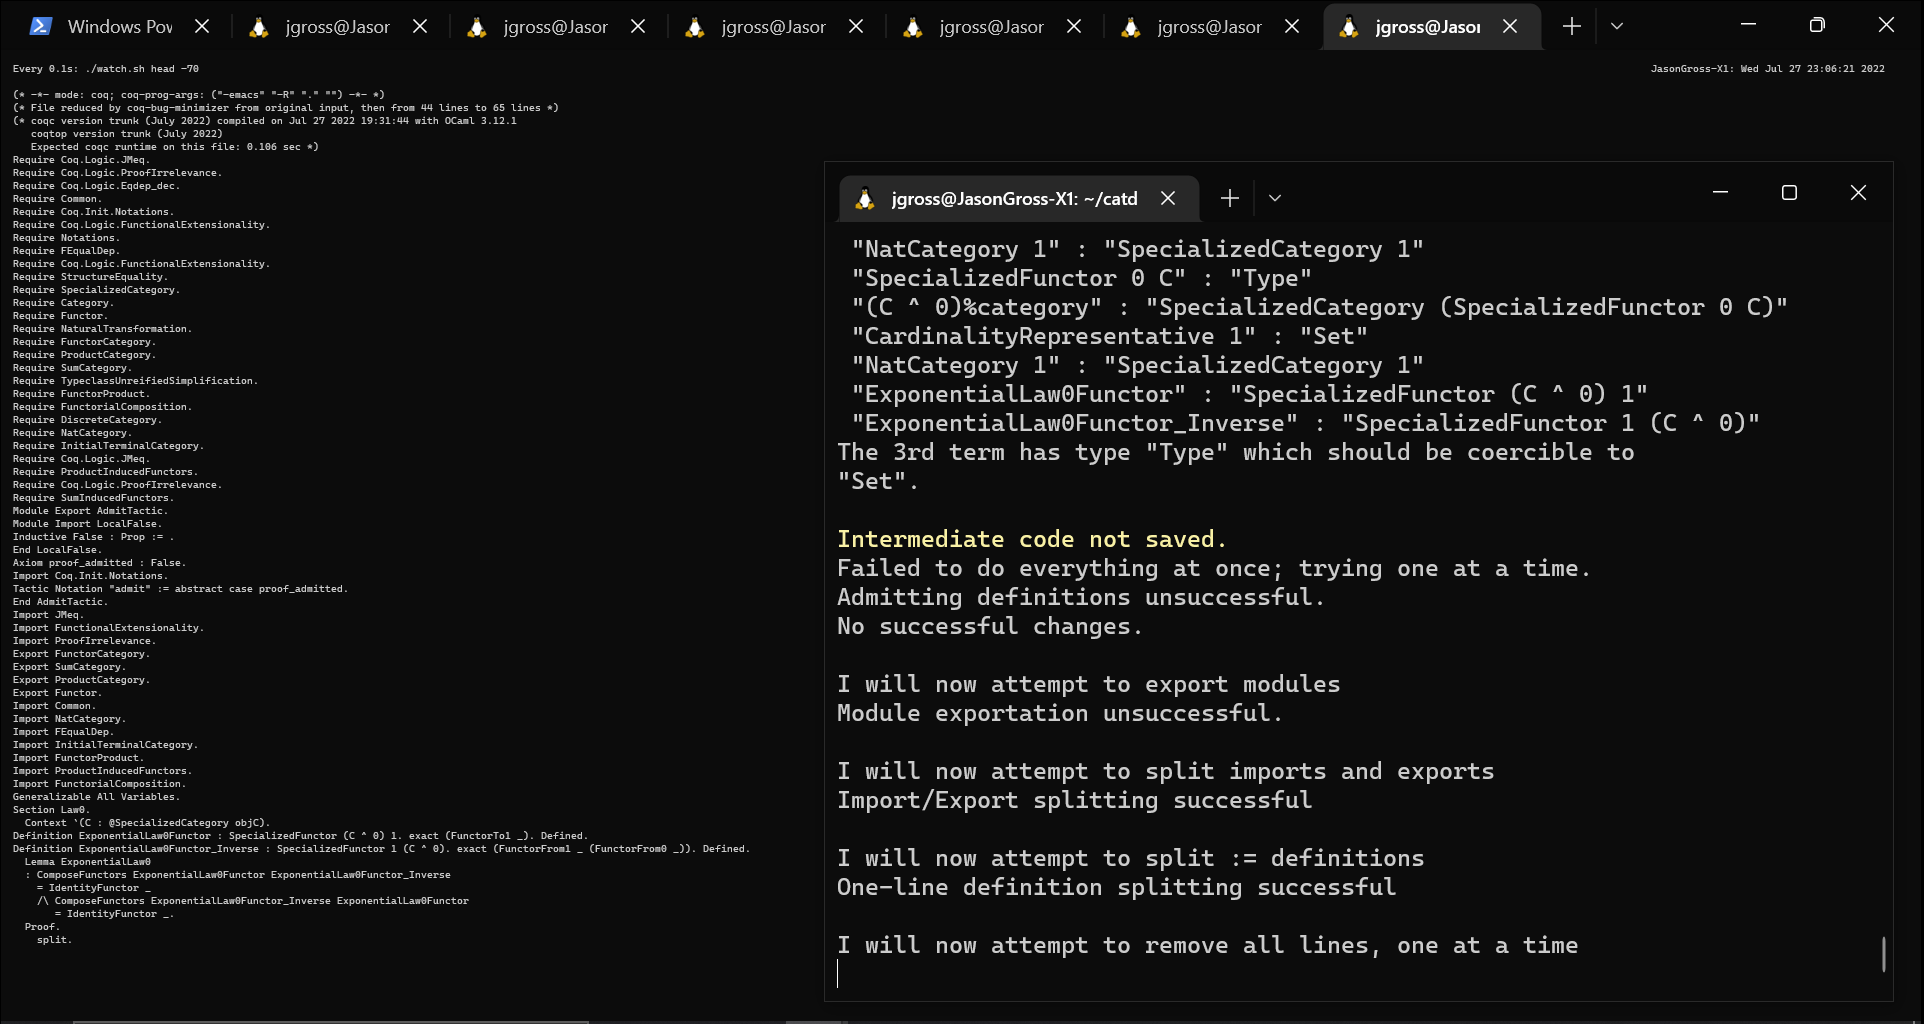 Windows Pov
jgross@Jasor
jgross@Jasor
jgross@Jasor
jgross@Jasor
jgross@Jasor
jgross@Jasor
Every 0.1s: ./watch.sh head -70
JasonGross-X1: Wed Jul 27 23:06:21 2022
(* -*- mode: coq; coq-prog-args: ("-emacs" "-R" "." "") -*- *)
(* File reduced by coq-bug-minimizer from original input, then from 44 lines to 65 lines *)
(* coqc version trunk (July 2022) compiled on Jul 27 2022 19:31:44 with OCaml 3.12.1
   coqtop version trunk (July 2022)
   Expected coqc runtime on this file: 0.106 sec *)
Require Coq.Logic.JMeq.
Require Coq.Logic.ProofIrrelevance.
Require Coq.Logic.Eqdep_dec.
Require Common.
Require Coq.Init.Notations.
Require Coq.Logic.FunctionalExtensionality.
Require Notations.
Require FEqualDep.
Require Coq.Logic.FunctionalExtensionality.
Require StructureEquality.
Require SpecializedCategory.
Require Category.
Require Functor.
Require NaturalTransformation.
Require FunctorCategory.
Require ProductCategory.
Require SumCategory.
Require TypeclassUnreifiedSimplification.
Require FunctorProduct.
Require FunctorialComposition.
Require DiscreteCategory.
Require NatCategory.
Require InitialTerminalCategory.
Require Coq.Logic.JMeq.
Require ProductInducedFunctors.
Require Coq.Logic.ProofIrrelevance.
Require SumInducedFunctors.
Module Export AdmitTactic.
Module Import LocalFalse.
Inductive False : Prop := .
End LocalFalse.
Axiom proof_admitted : False.
Import Coq.Init.Notations.
Tactic Notation "admit" := abstract case proof_admitted.
End AdmitTactic.
Import JMeq.
Import FunctionalExtensionality.
Import ProofIrrelevance.
Export FunctorCategory.
Export SumCategory.
Export ProductCategory.
Export Functor.
Import Common.
Import NatCategory.
Import FEqualDep.
Import InitialTerminalCategory.
Import FunctorProduct.
Import ProductInducedFunctors.
Import FunctorialComposition.
Generalizable All Variables.
Section Law0.
  Context `(C : @SpecializedCategory objC).
Definition ExponentialLaw0Functor : SpecializedFunctor (C ^ 0) 1. exact (FunctorTo1 _). Defined.
Definition ExponentialLaw0Functor_Inverse : SpecializedFunctor 1 (C ^ 0). exact (FunctorFrom1 _ (FunctorFrom0 _)). Defined.
  Lemma ExponentialLaw0
  : ComposeFunctors ExponentialLaw0Functor ExponentialLaw0Functor_Inverse
    = IdentityFunctor _
    /\ ComposeFunctors ExponentialLaw0Functor_Inverse ExponentialLaw0Functor
       = IdentityFunctor _.
  Proof.
    split.
jgross@JasonGross-X1: ~/catd
 "NatCategory 1" : "SpecializedCategory 1"
 "SpecializedFunctor 0 C" : "Type"
 "(C ^ 0)%category" : "SpecializedCategory (SpecializedFunctor 0 C)"
 "CardinalityRepresentative 1" : "Set"
 "NatCategory 1" : "SpecializedCategory 1"
 "ExponentialLaw0Functor" : "SpecializedFunctor (C ^ 0) 1"
 "ExponentialLaw0Functor_Inverse" : "SpecializedFunctor 1 (C ^ 0)"
The 3rd term has type "Type" which should be coercible to
"Set".
Intermediate code not saved.
Failed to do everything at once; trying one at a time.
Admitting definitions unsuccessful.
No successful changes.
I will now attempt to export modules
Module exportation unsuccessful.
I will now attempt to split imports and exports
Import/Export splitting successful
I will now attempt to split := definitions
One-line definition splitting successful
I will now attempt to remove all lines, one at a time